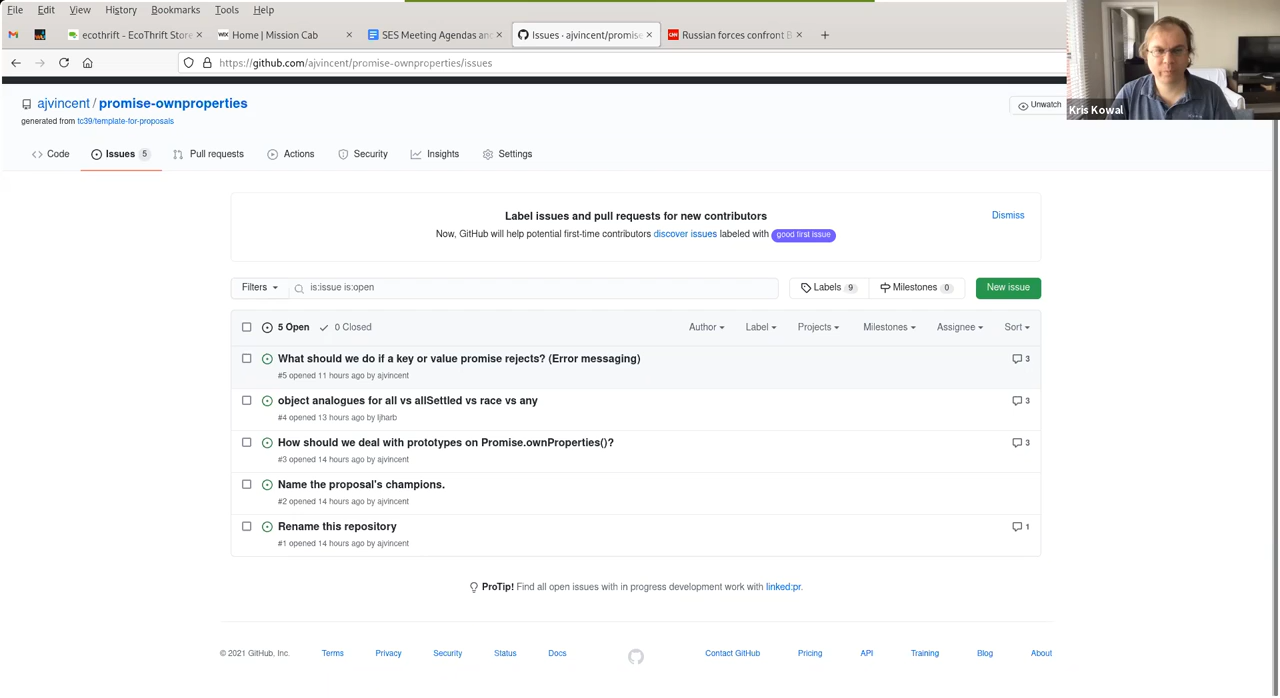 File Edit View History Bookmarks Tools Help
ecothrift - EcoThrift Store
WIX Home | Mission Cab
SES Meeting Agendas and
Issues · ajvincent/promise
CNN Russian forces confront B
https://github.com/ajvincent/promise-ownproperties/issues
Kris Kowal
ajvincent / promise-ownproperties
Unwatch
generated from tc39/template-for-proposals
Code Issues 5 Pull requests Actions Security Insights Settings
Label issues and pull requests for new contributors
Dismiss
Now, GitHub will help potential first-time contributors discover issues labeled with good first issue
Filters is:issue is:open Labels 9 Milestones 0 New issue
5 Open 0 Closed Author Label Projects Milestones Assignee Sort
What should we do if a key or value promise rejects? (Error messaging) 3
#5 opened 11 hours ago by ajvincent
object analogues for all vs allSettled vs race vs any 3
#4 opened 13 hours ago by ljharb
How should we deal with prototypes on Promise.ownProperties()? 3
#3 opened 14 hours ago by ajvincent
Name the proposal's champions.
#2 opened 14 hours ago by ajvincent
Rename this repository 1
#1 opened 14 hours ago by ajvincent
ProTip! Find all open issues with in progress development work with linked:pr.
© 2021 GitHub, Inc. Terms Privacy Security Status Docs Contact GitHub Pricing API Training Blog About